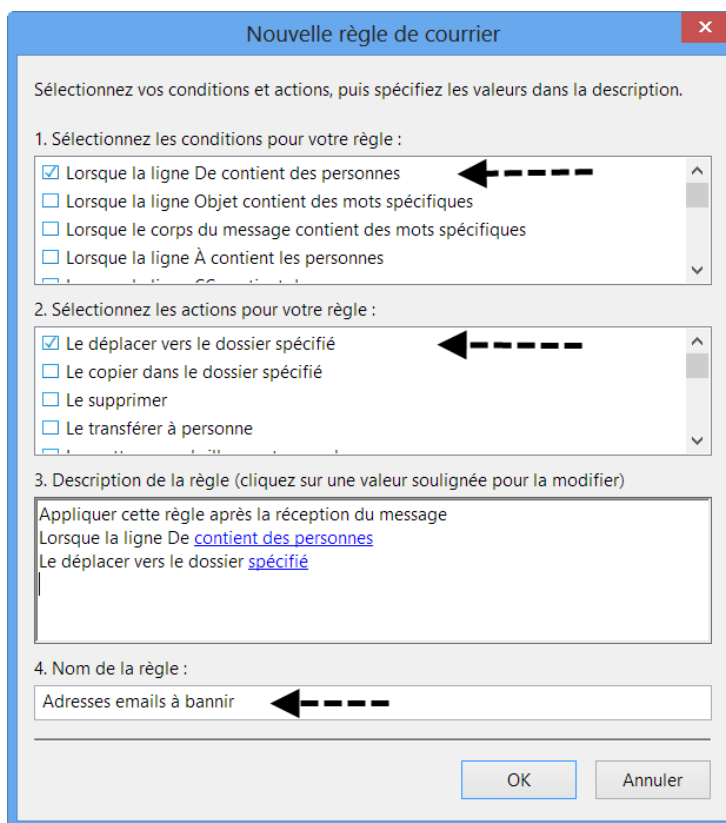 Nouvelle règle de courrier
Sélectionnez vos conditions et actions, puis spécifiez les valeurs dans la description.
1. Sélectionnez les conditions pour votre règle :
Lorsque la ligne De contient des personnes
Lorsque la ligne Objet contient des mots spécifiques
Lorsque le corps du message contient des mots spécifiques
Lorsque la ligne À contient les personnes
2. Sélectionnez les actions pour votre règle :
Le déplacer vers le dossier spécifié
Le copier dans le dossier spécifié
Le supprimer
Le transférer à personne
3. Description de la règle (cliquez sur une valeur soulignée pour la modifier)
Appliquer cette règle après la réception du message
Lorsque la ligne De contient des personnes
Le déplacer vers le dossier spécifié
4. Nom de la règle :
Adresses emails à bannir
OK Annuler